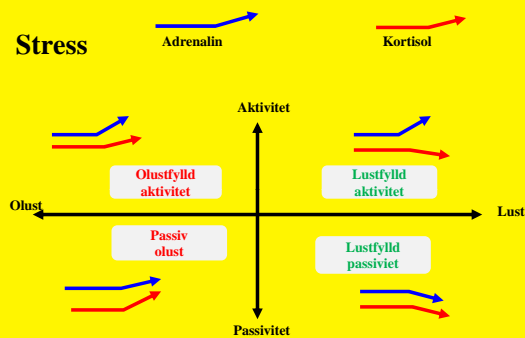 Stress
Adrenalin
Kortisol
Aktivitet
Olustfylld
aktivitet
Lustfylld
aktivitet
Olust
Lust
Passiv
olust
Lustfylld
passiviet
Passivitet